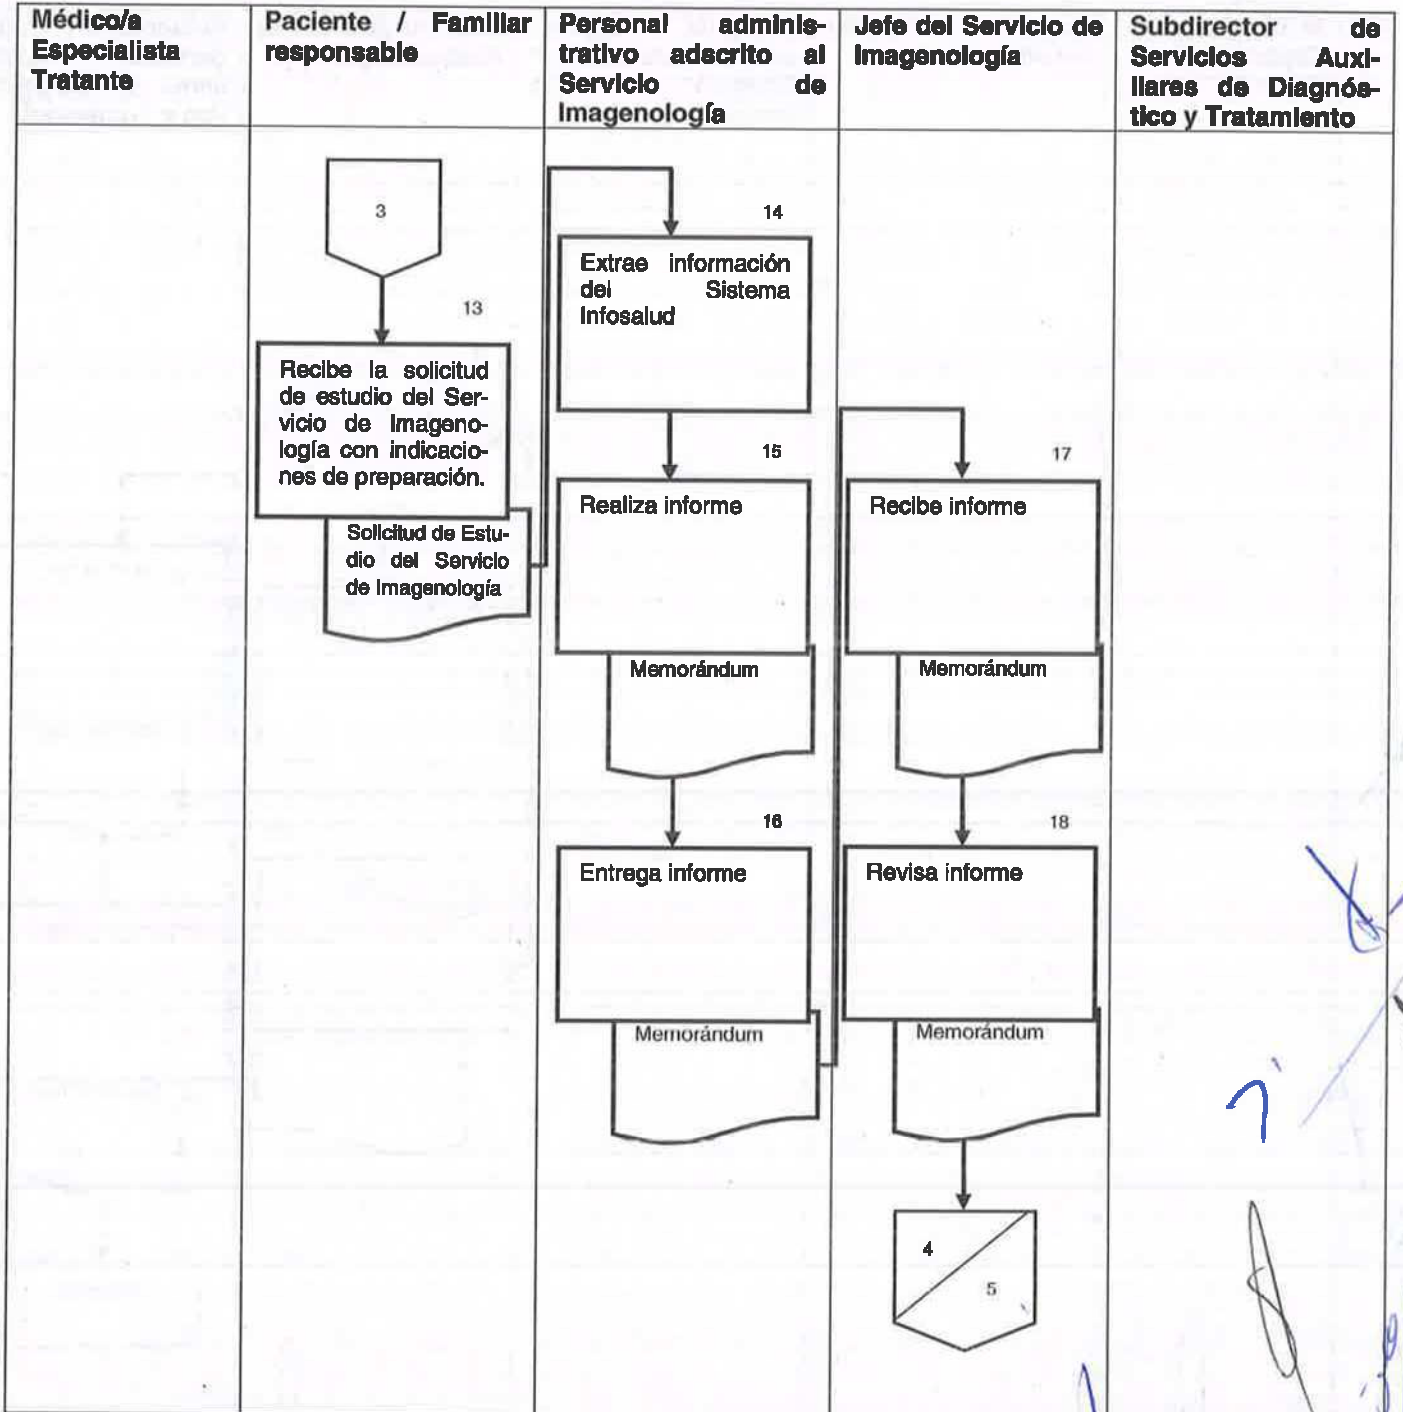 Médico/a
Especialista
Tratante
Paciente / Familiar
responsable
Personal adminis-
trativo adscrito al
Servicio de
Imagenología
Jefe del Servicio de
Imagenología
Subdirector de
Servicios Auxi-
liares de Diagnós-
tico y Tratamiento
3
13
Recibe la solicitud
de estudio del Ser-
vicio de Imageno-
logía con indicacio-
nes de preparación.
Solicitud de Estu-
dio del Servicio
de Imagenología
14
Extrae información
del Sistema
Infosalud
15
Realiza informe
Memorándum
16
Entrega informe
Memorándum
17
Recibe informe
Memorándum
18
Revisa informe
Memorándum
4
5